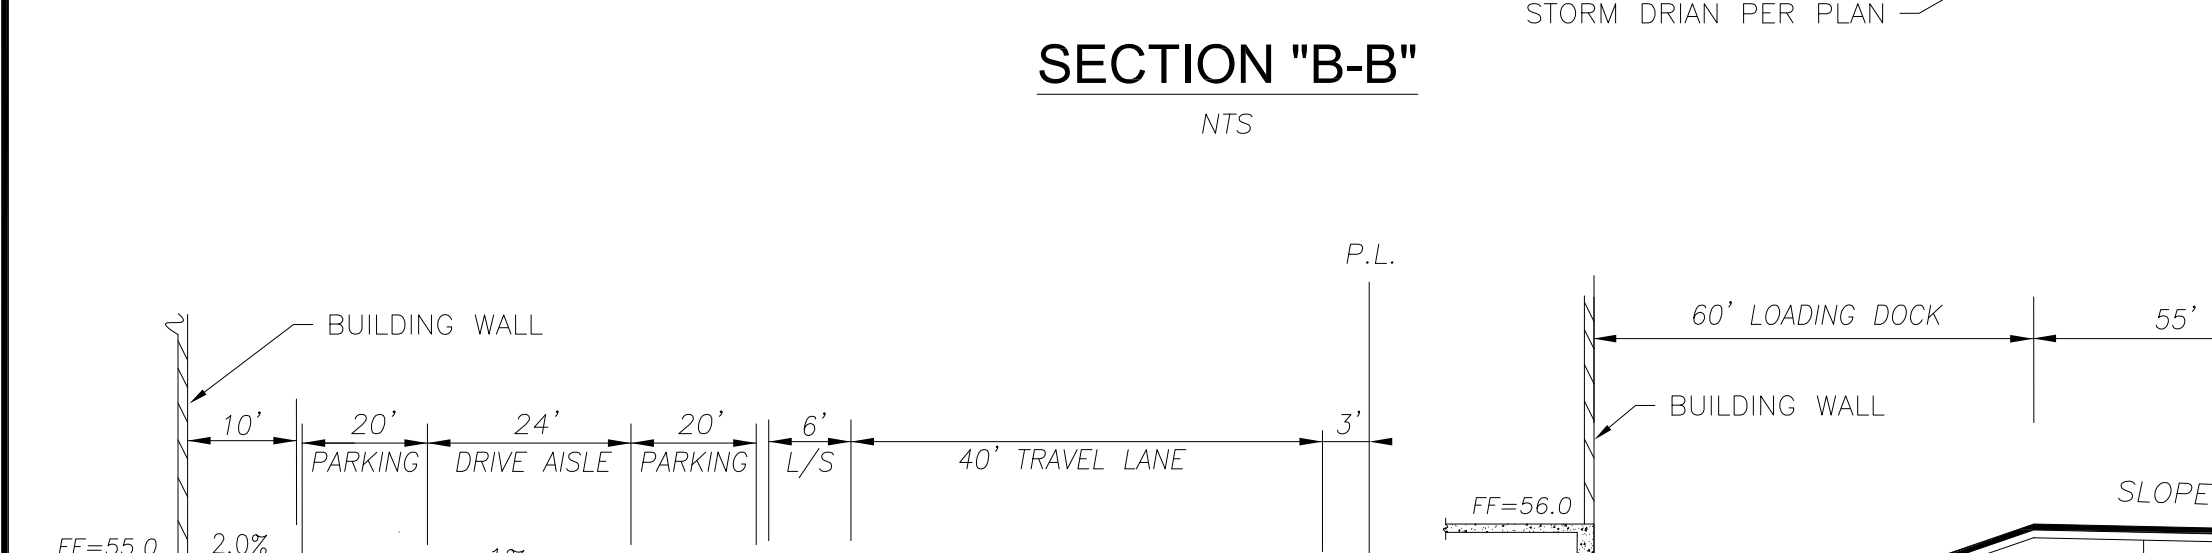 STORM DRIAN PER PLAN
SECTION "B-B"
NTS
P.L.
BUILDING WALL
10'
20'
PARKING
24'
DRIVE AISLE
20'
PARKING
6'
L/S
40' TRAVEL LANE
3'
FF=55.0
2.0%
1%
60' LOADING DOCK
55'
BUILDING WALL
FF=56.0
SLOPE